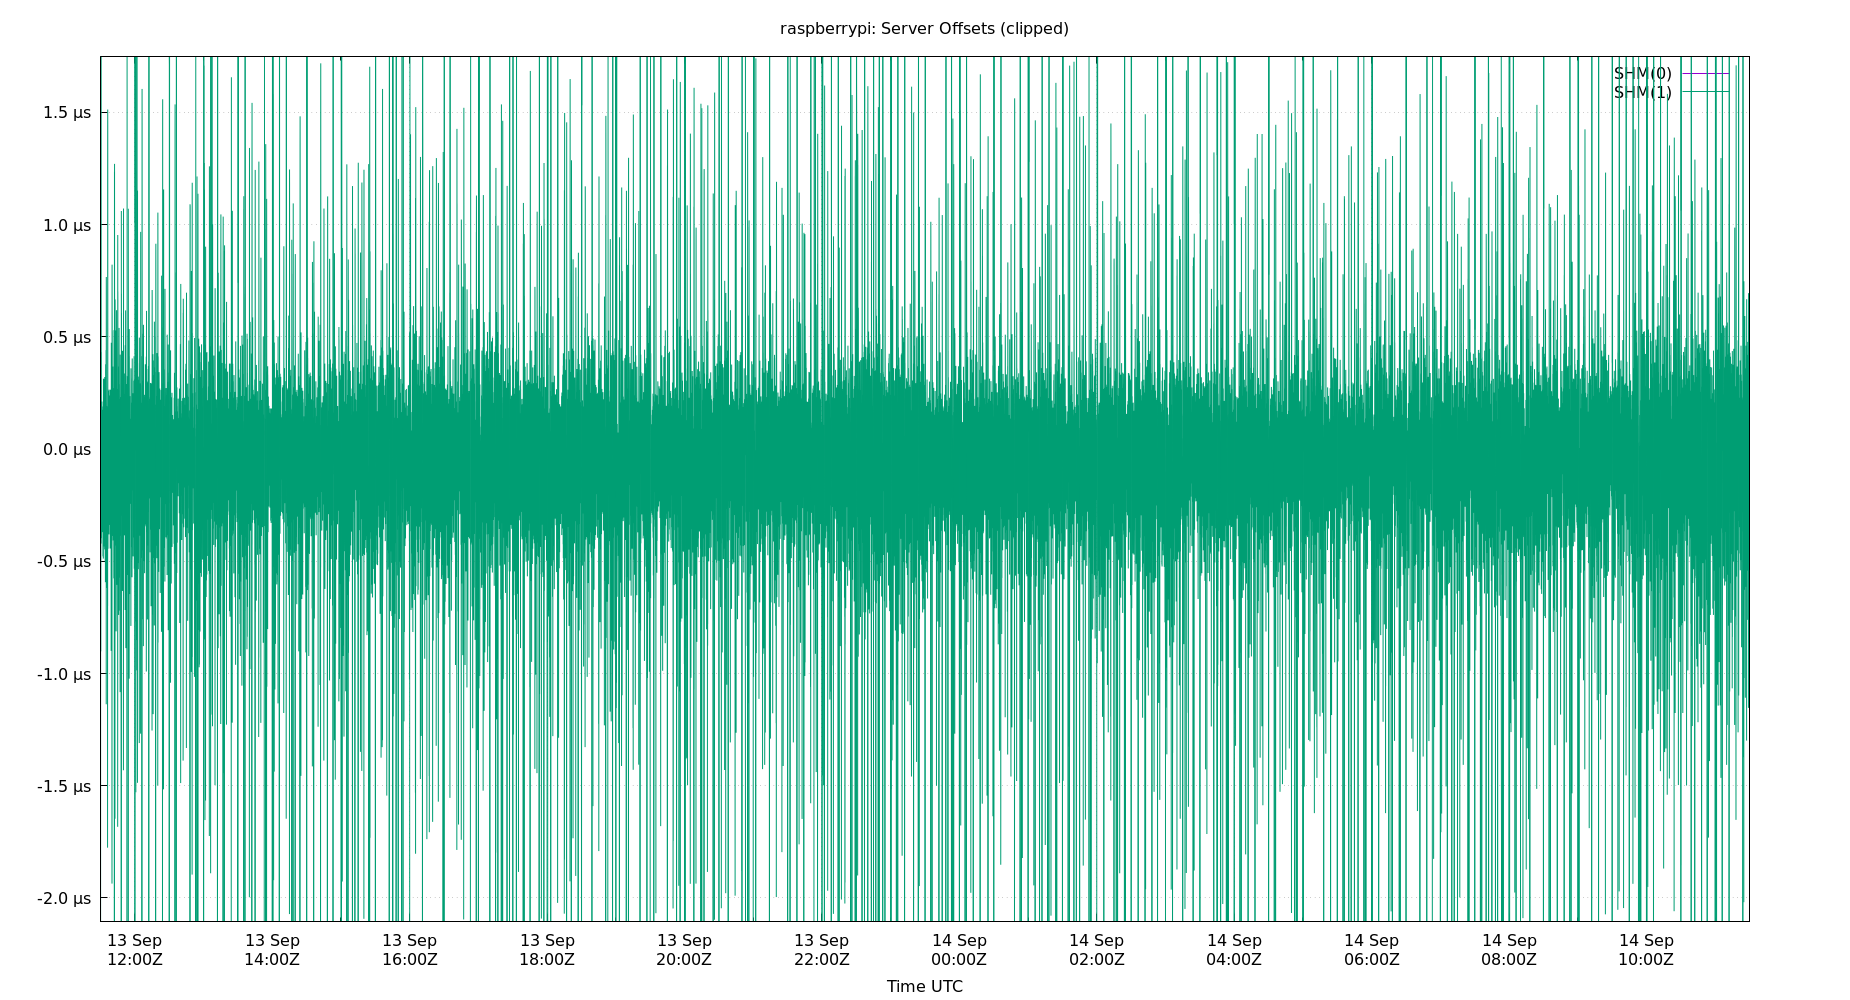 raspberrypi: Server Offsets (clipped)
SHM(0)
SHM(1)
1.5 µs
1.0 µs
0.5 µs
0.0 µs
-0.5 µs
-1.0 µs
-1.5 µs
-2.0 µs
13 Sep 13 Sep 13 Sep 13 Sep 13 Sep 13 Sep 14 Sep 14 Sep 14 Sep 14 Sep 14 Sep 14 Sep
12:00Z 14:00Z 16:00Z 18:00Z 20:00Z 22:00Z 00:00Z 02:00Z 04:00Z 06:00Z 08:00Z 10:00Z
Time UTC